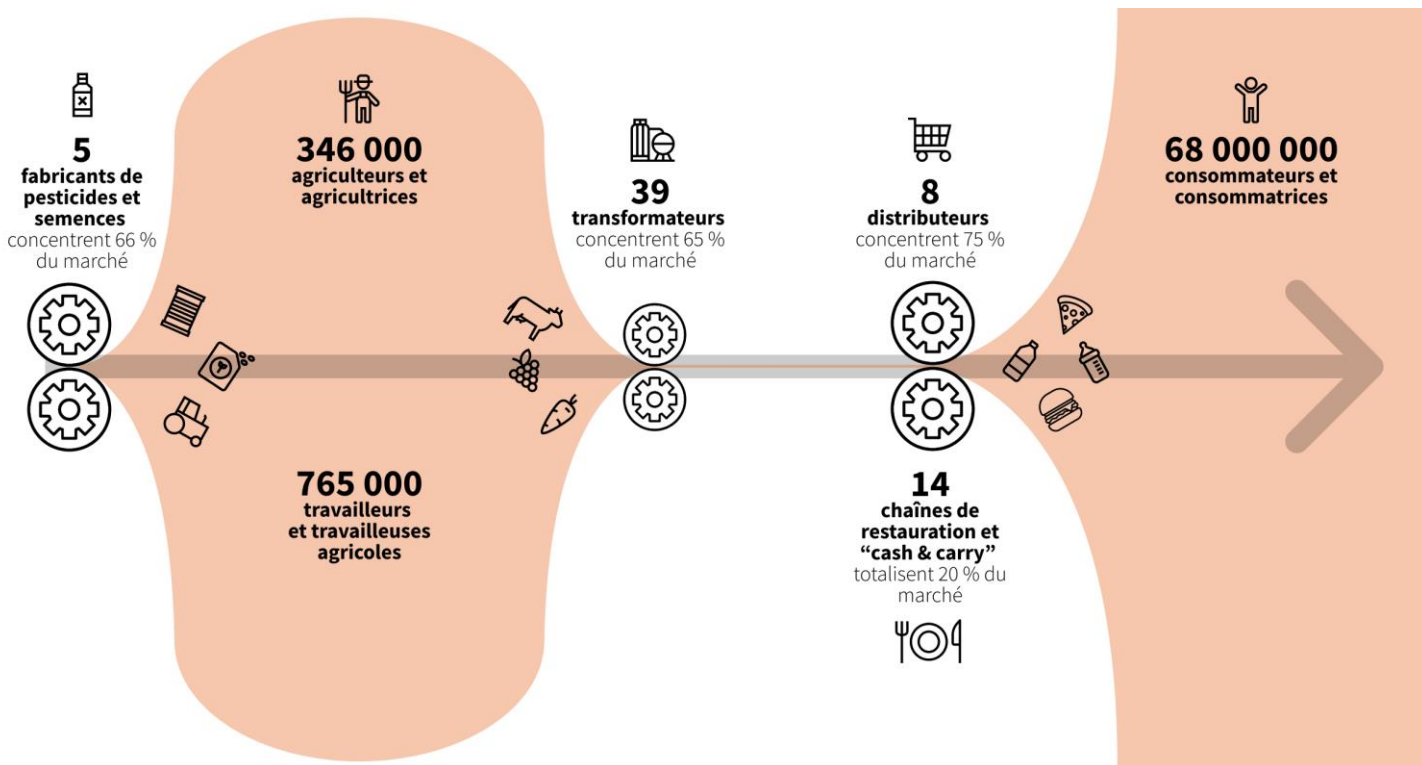 5
fabricants de
pesticides et
semences
concentrent 66 %
du marché
346 000
agriculteurs et
agricultrices
765 000
travailleurs
et travailleuses
agricoles
39
transformateurs
concentrent 65 %
du marché
8
distributeurs
concentrent 75 %
du marché
14
chaînes de
restauration et
“cash & carry”
totalisent 20 % du
marché
68 000 000
consommateurs et
consommatrices